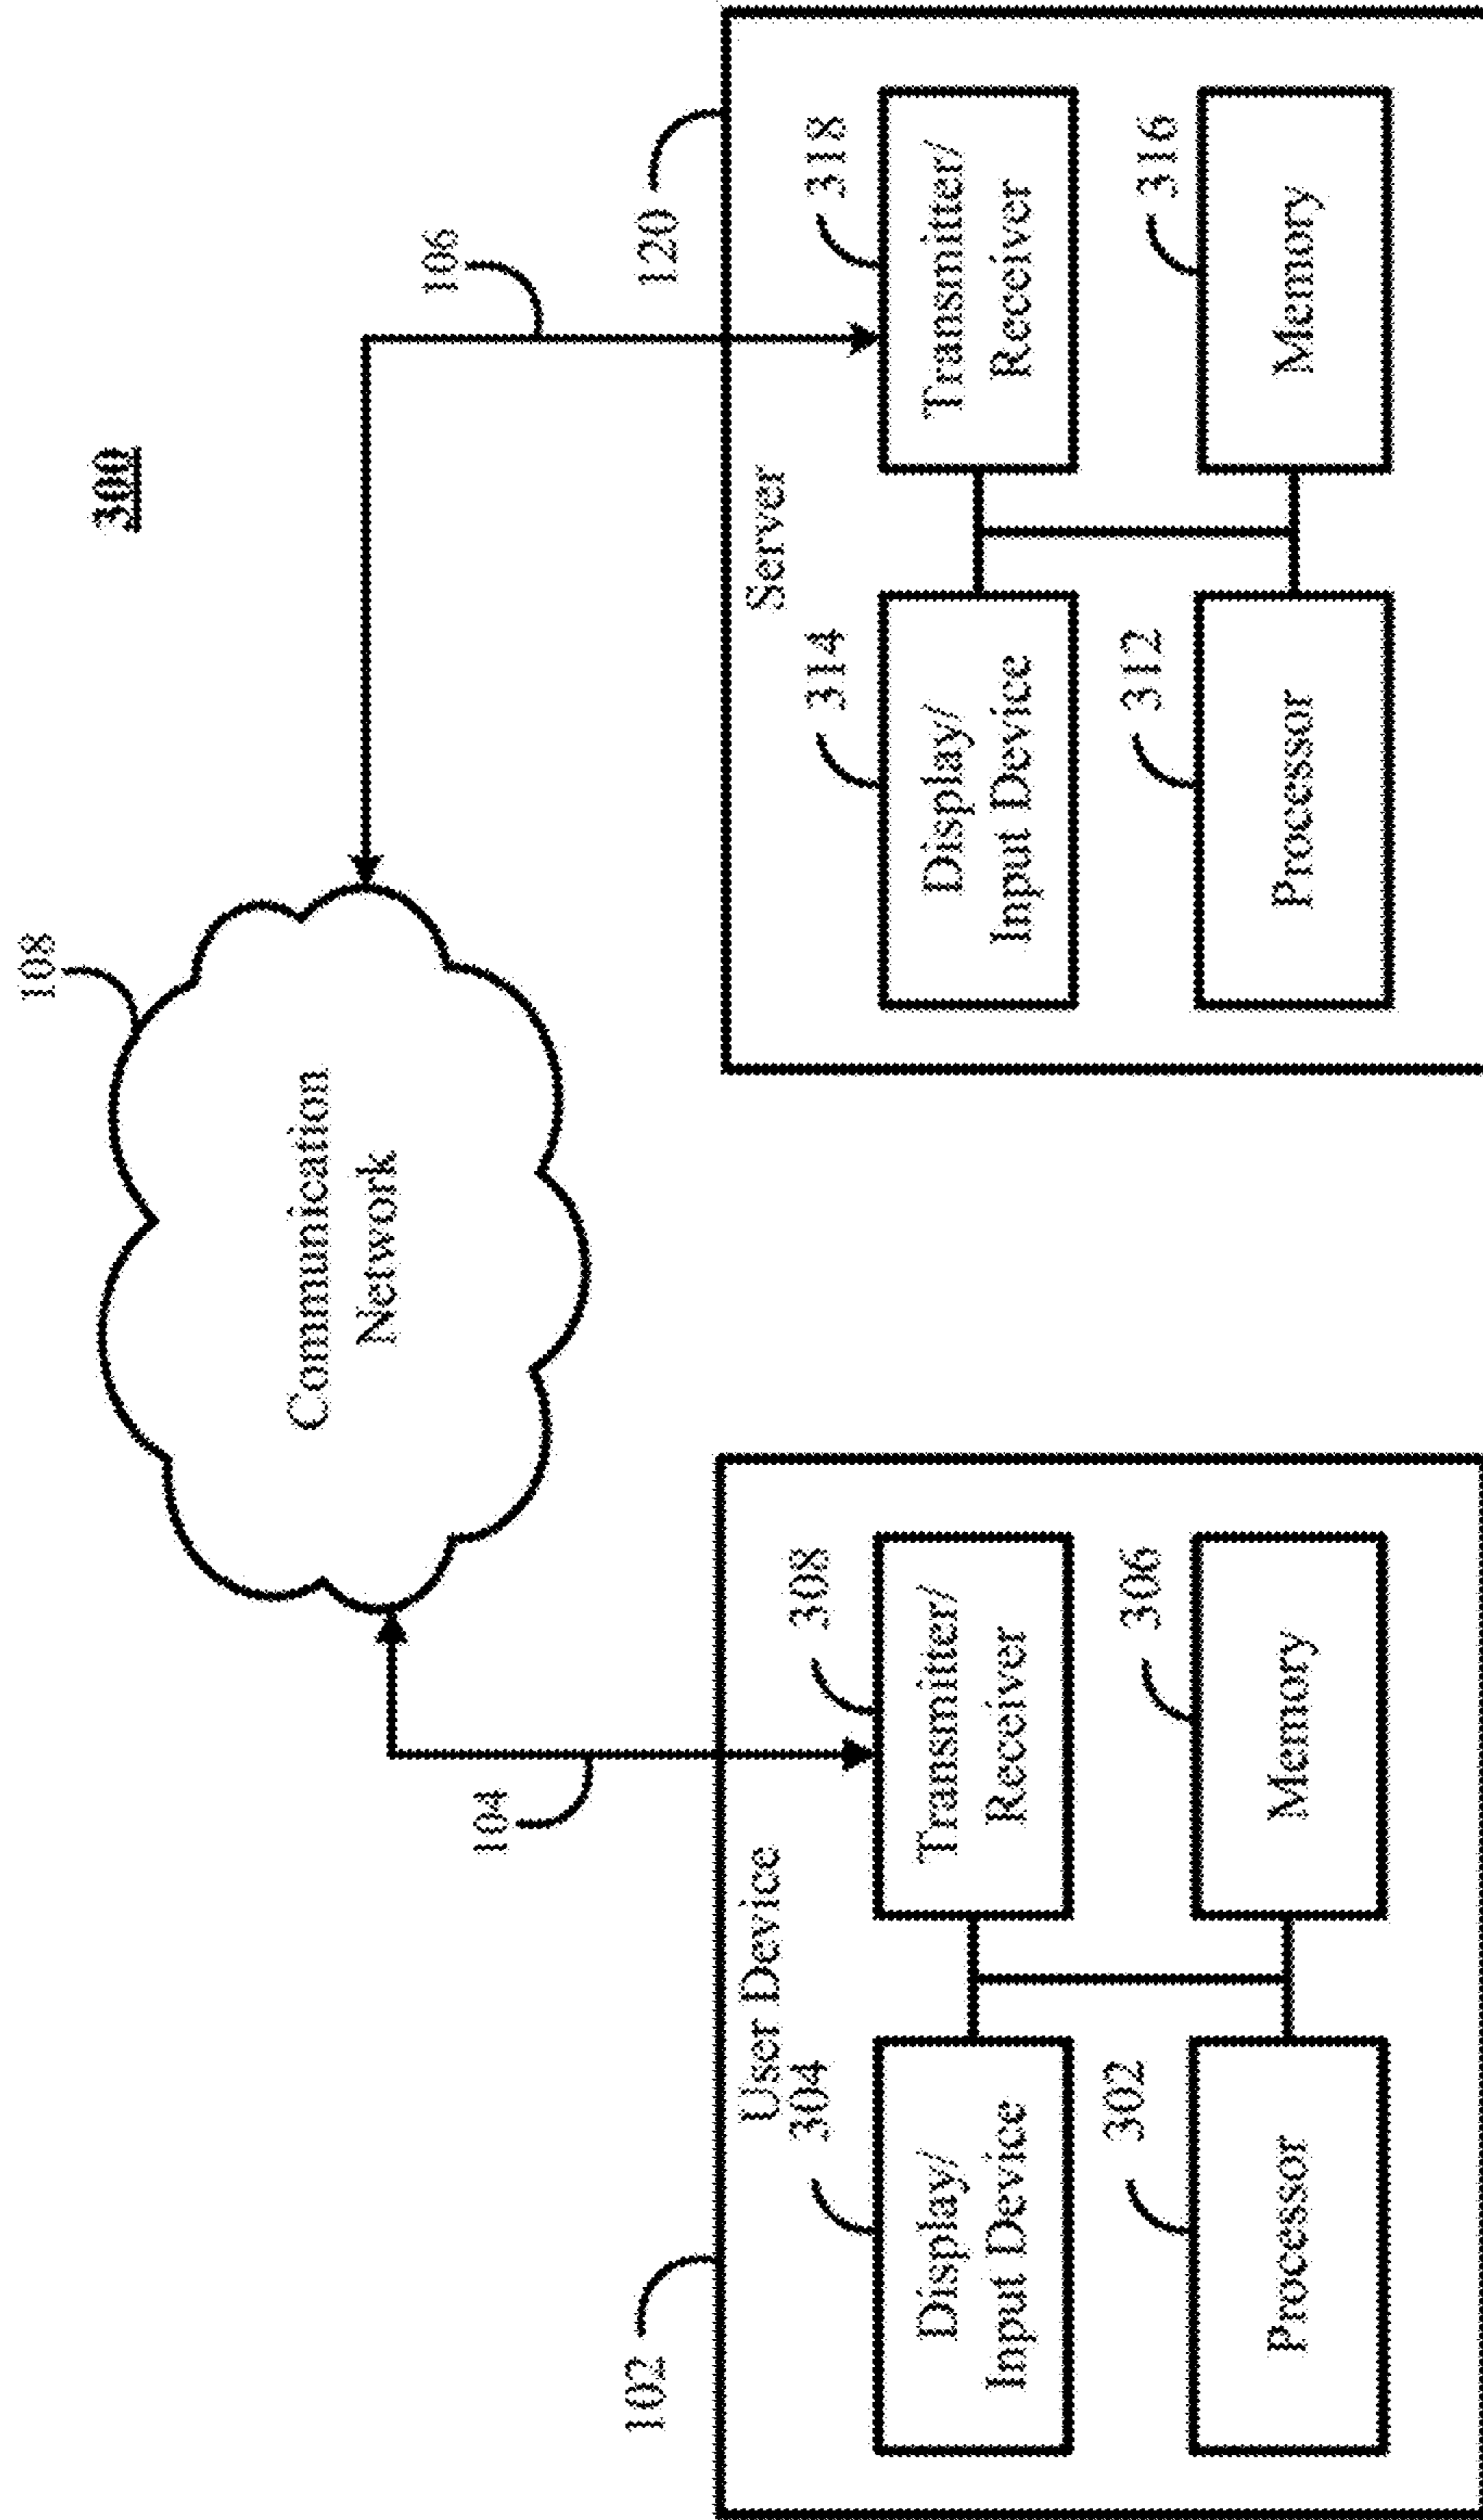 300
108
Communication
Network
106
104
102
120
User Device
304
308
Display/
Input Device
Transmitter/
Receiver
302
306
Processor
Memory
Server
314
318
Display/
Input Device
Transmitter/
Receiver
312
316
Processor
Memory